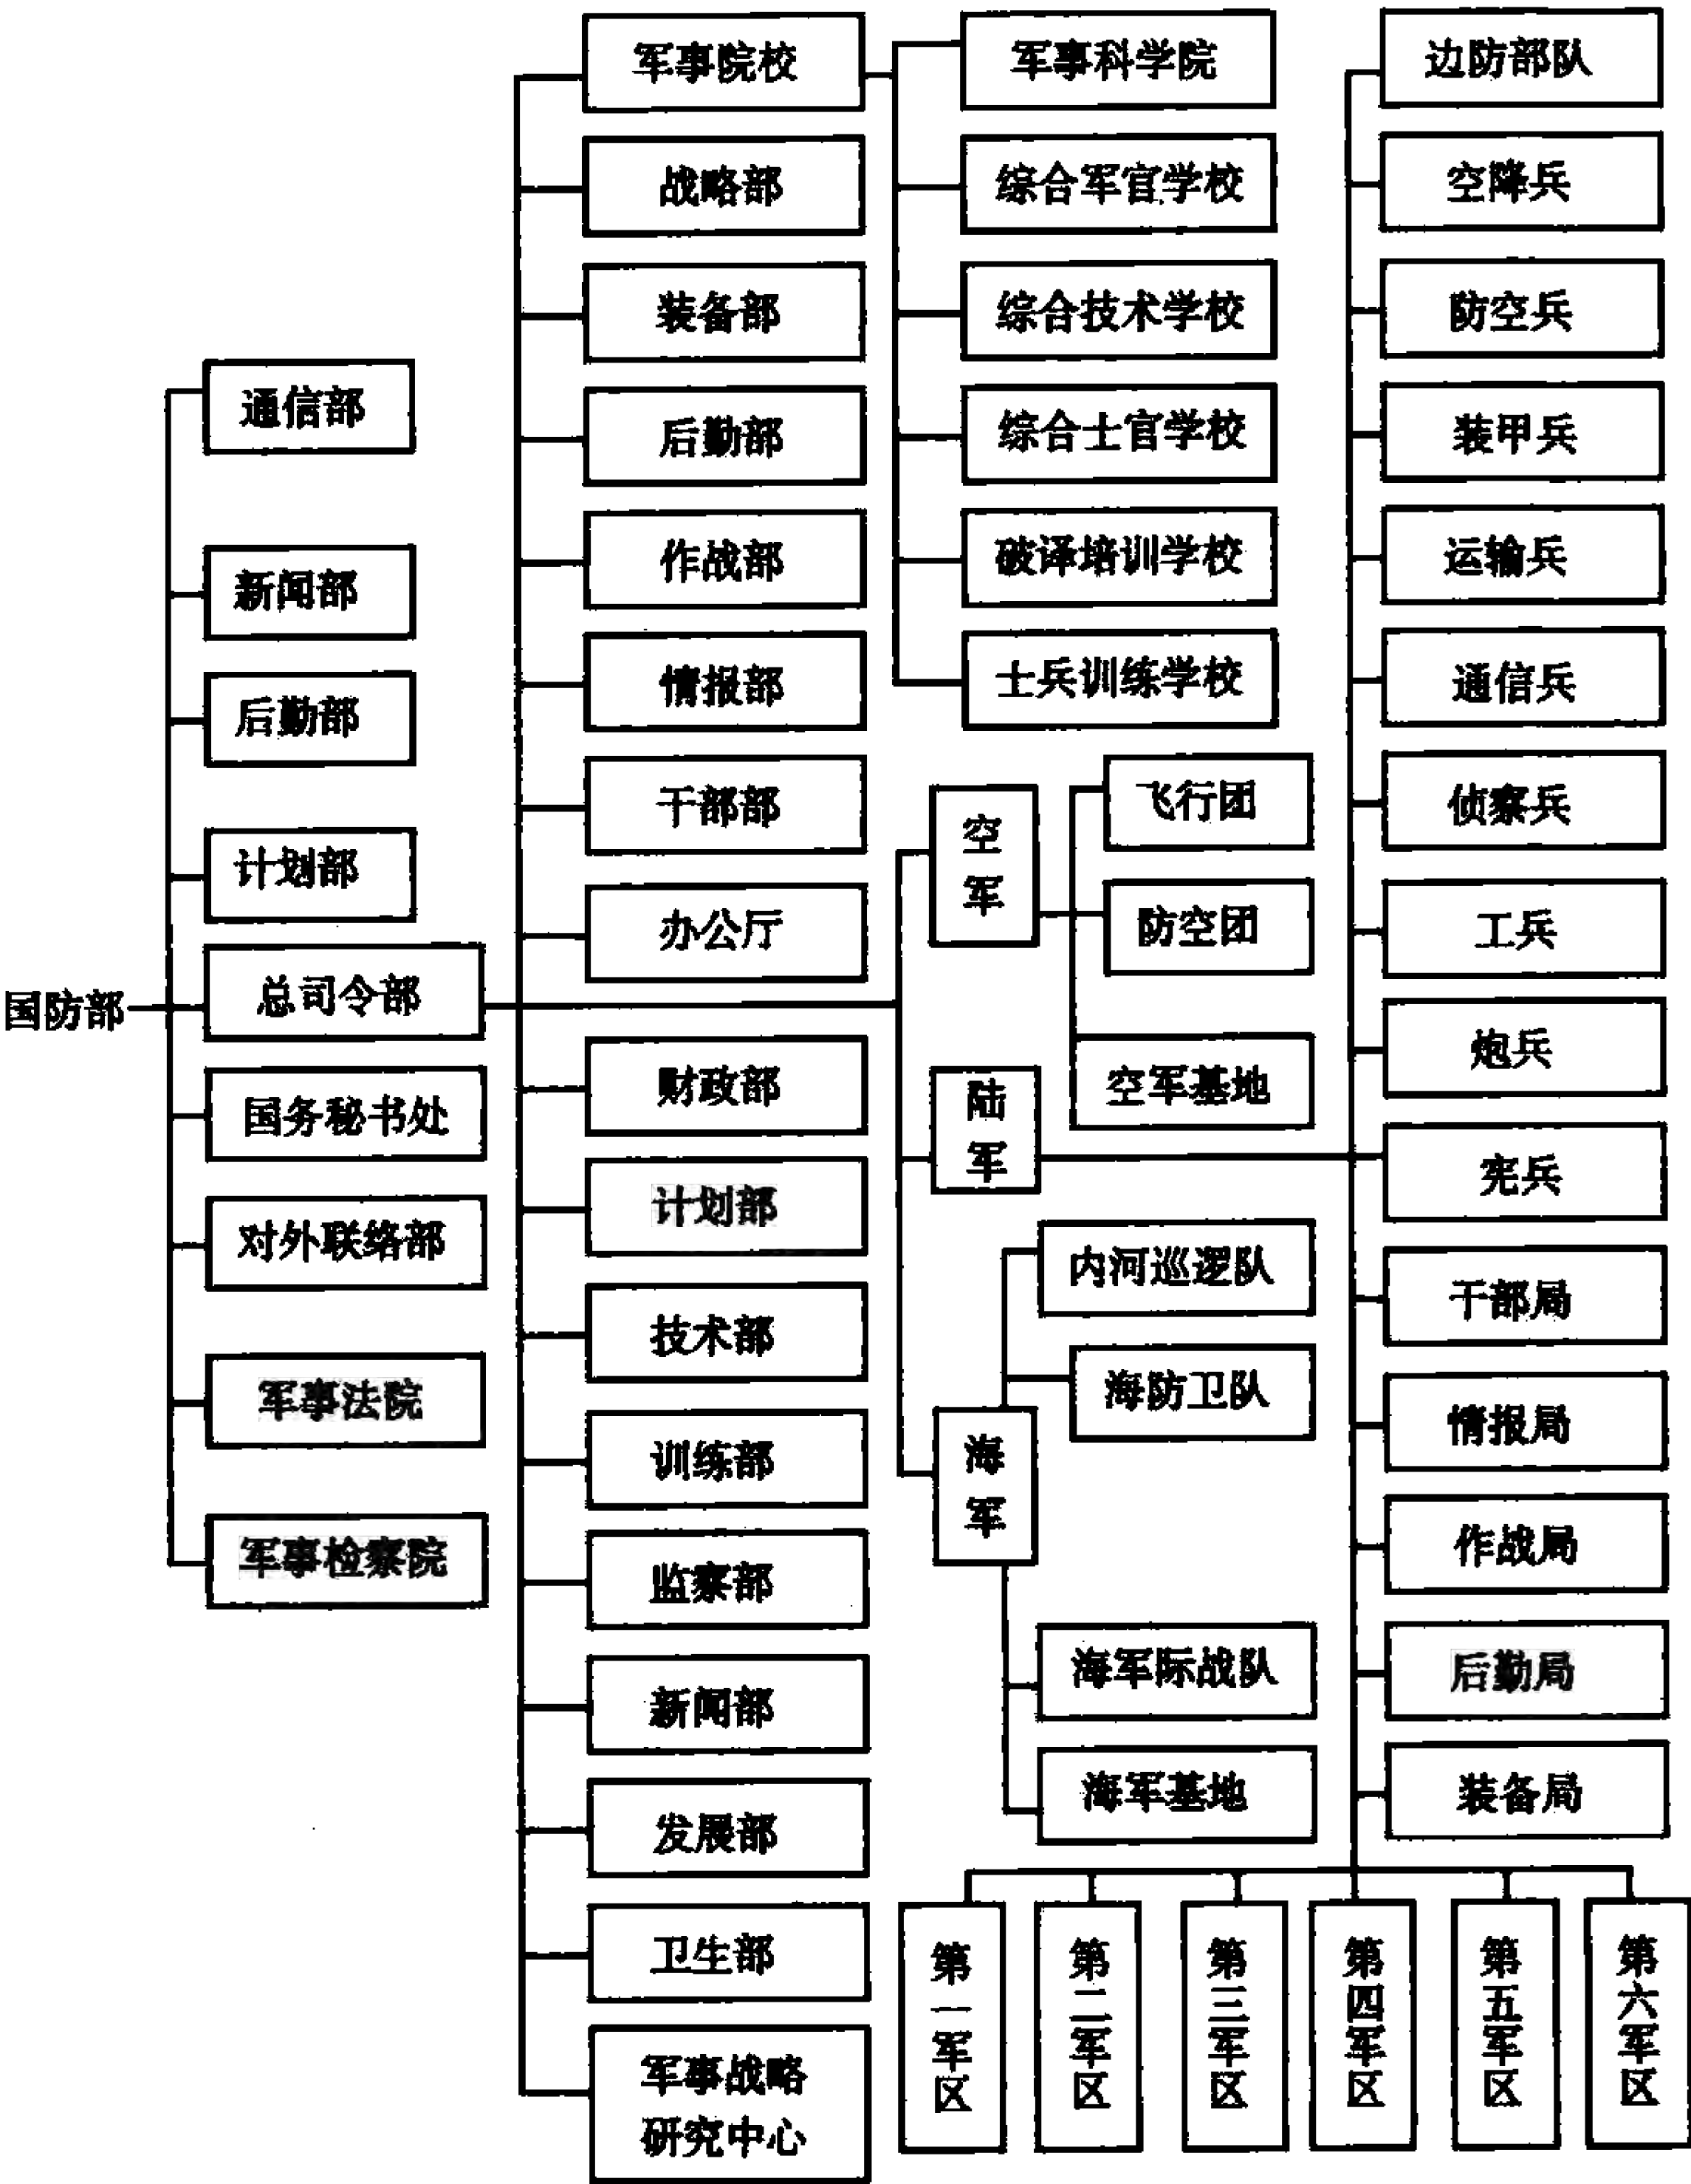 国防部
通信部
新闻部
后勤部
计划部
总司令部
国务秘书处
对外联络部
军事法院
军事检察院
军事院校
战略部
装备部
后勤部
作战部
情报部
干部部
办公厅
财政部
计划部
技术部
训练部
监察部
新闻部
发展部
卫生部
军事战略
研究中心
军事科学院
综合军官学校
综合技术学校
综合士官学校
破译培训学校
士兵训练学校
空军
飞行团
防空团
空军基地
陆军
海军
内河巡逻队
海防卫队
海军际战队
海军基地
边防部队
空降兵
防空兵
装甲兵
运输兵
通信兵
侦察兵
工兵
炮兵
宪兵
干部局
情报局
作战局
后勤局
装备局
第一军区
第二军区
第三军区
第四军区
第五军区
第六军区